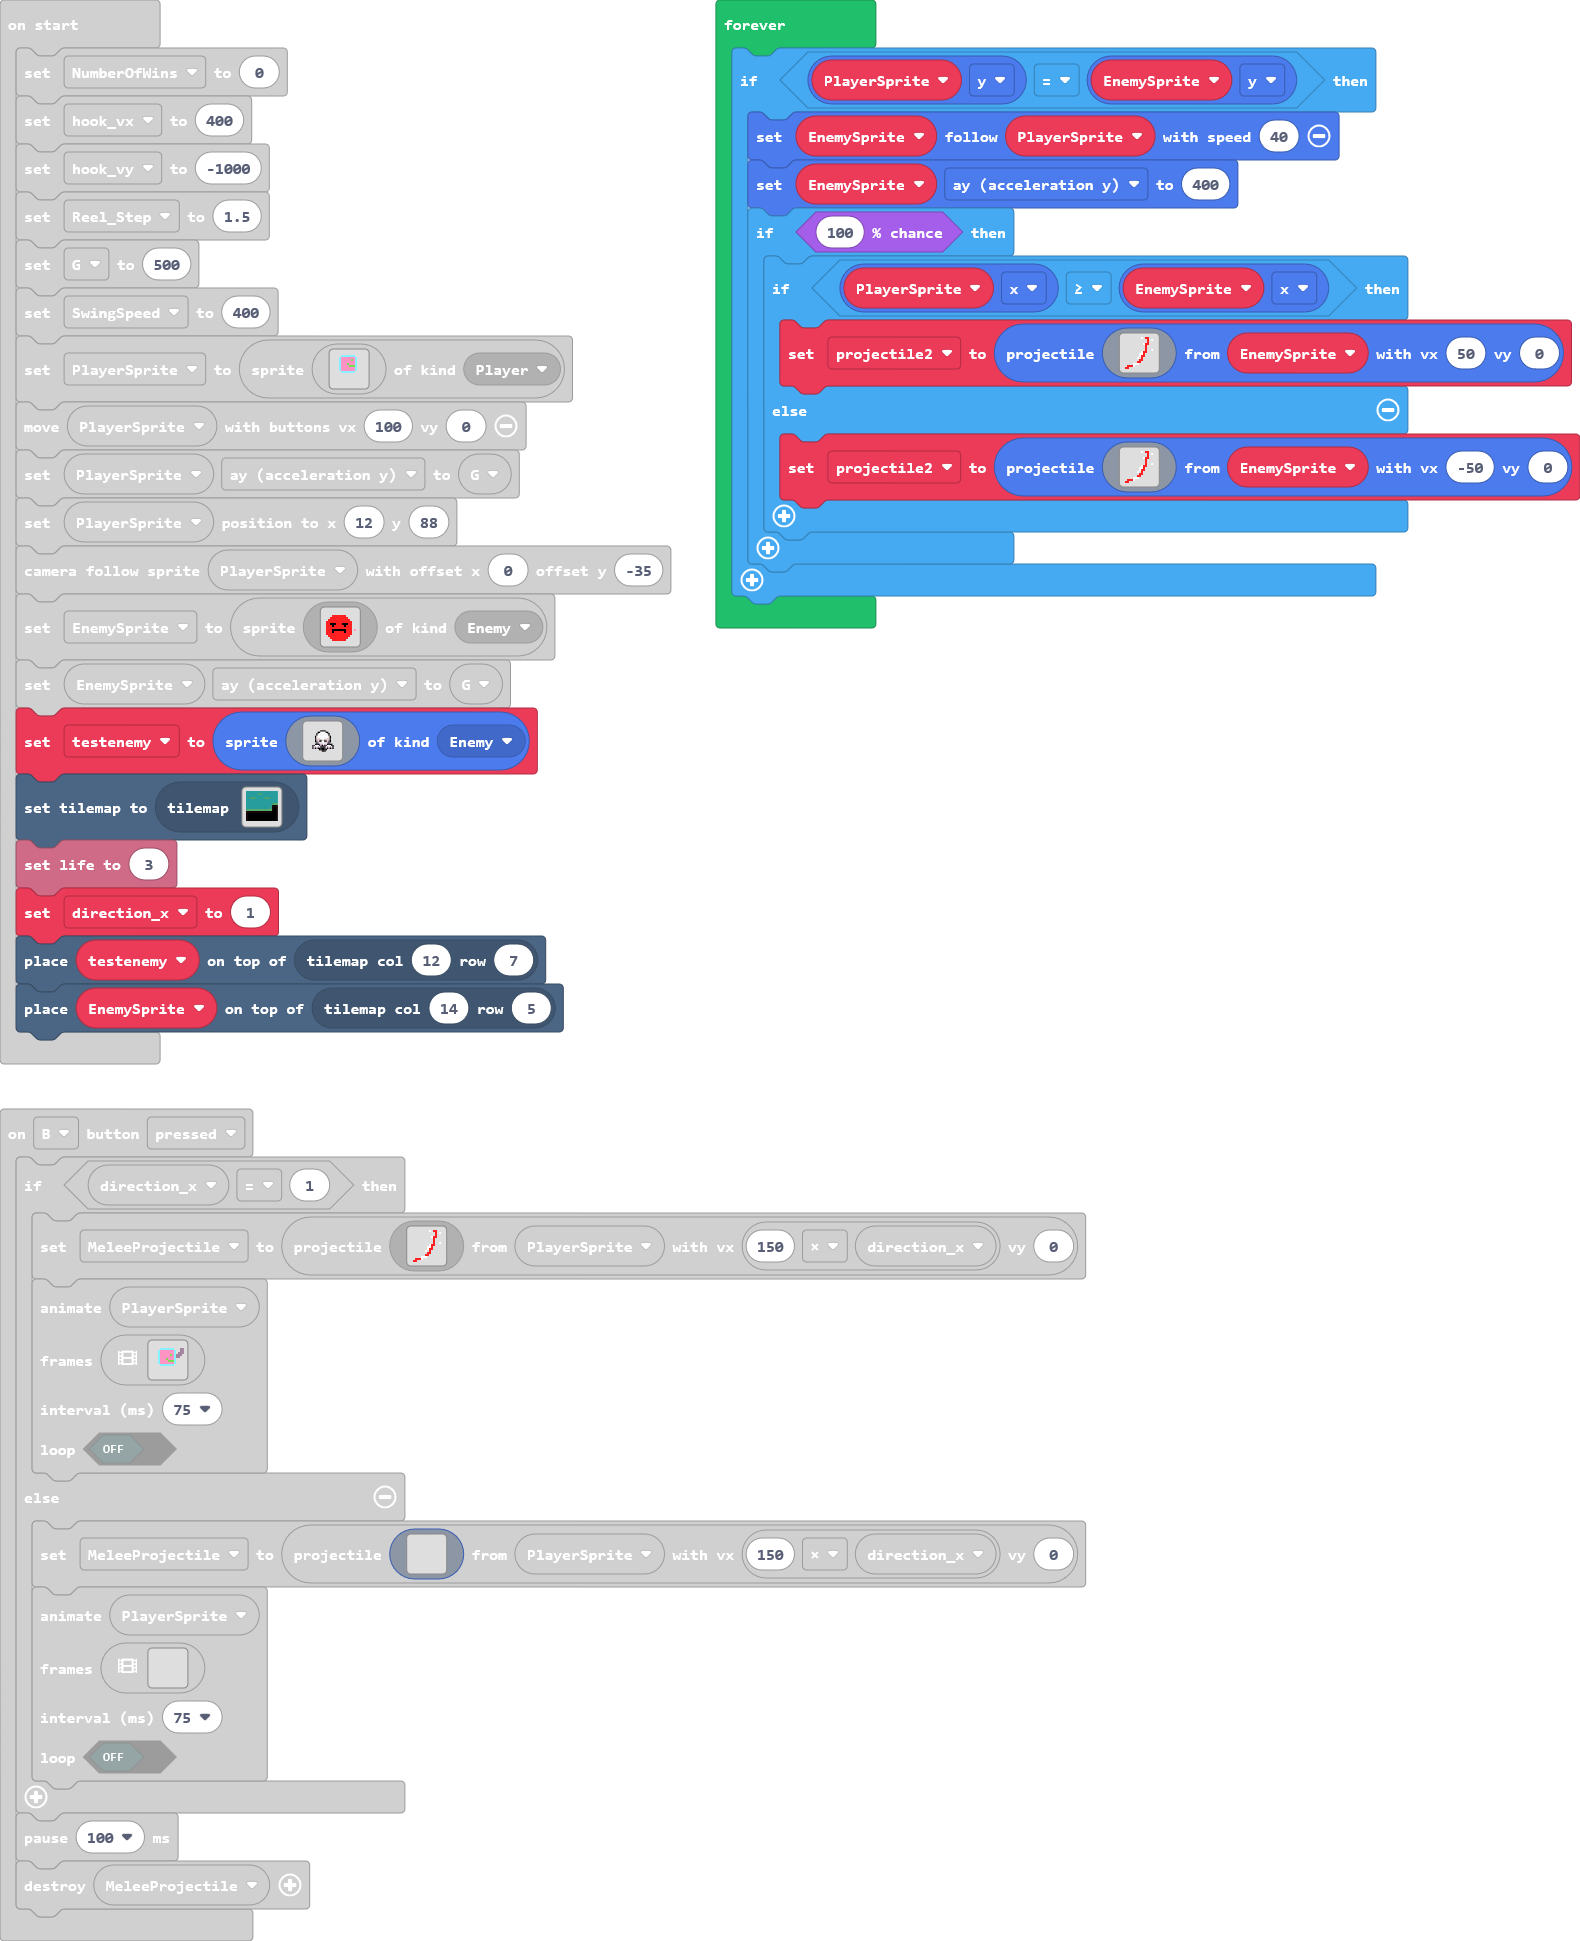 on start
set NumberOfWins to 0
set hook_vx to 400
set hook_vy to -1000
set Reel_Step to 1.5
set G to 500
set SwingSpeed to 400
set PlayerSprite to sprite of kind Player
move PlayerSprite with buttons vx 100 vy 0
set PlayerSprite ay (acceleration y) to G
set PlayerSprite position to x 12 y 88
camera follow sprite PlayerSprite with offset x 0 offset y -35
set EnemySprite to sprite of kind Enemy
set EnemySprite ay (acceleration y) to G
set testenemy to sprite of kind Enemy
set tilemap to tilemap
set life to 3
set direction_x to 1
place testenemy on top of tilemap col 12 row 7
place EnemySprite on top of tilemap col 14 row 5
forever
if PlayerSprite y = EnemySprite y then
set EnemySprite follow PlayerSprite with speed 40
set EnemySprite ay (acceleration y) to 400
if 100 % chance then
if PlayerSprite x ≥ EnemySprite x then
set projectile2 to projectile from EnemySprite with vx 50 vy 0
else
set projectile2 to projectile from EnemySprite with vx -50 vy 0
on B button pressed
if direction_x = 1 then
set MeleeProjectile to projectile from PlayerSprite with vx 150 × direction_x vy 0
animate PlayerSprite
frames
interval (ms) 75
loop OFF
else
set MeleeProjectile to projectile from PlayerSprite with vx 150 × direction_x vy 0
animate PlayerSprite
frames
interval (ms) 75
loop OFF
pause 100 ms
destroy MeleeProjectile